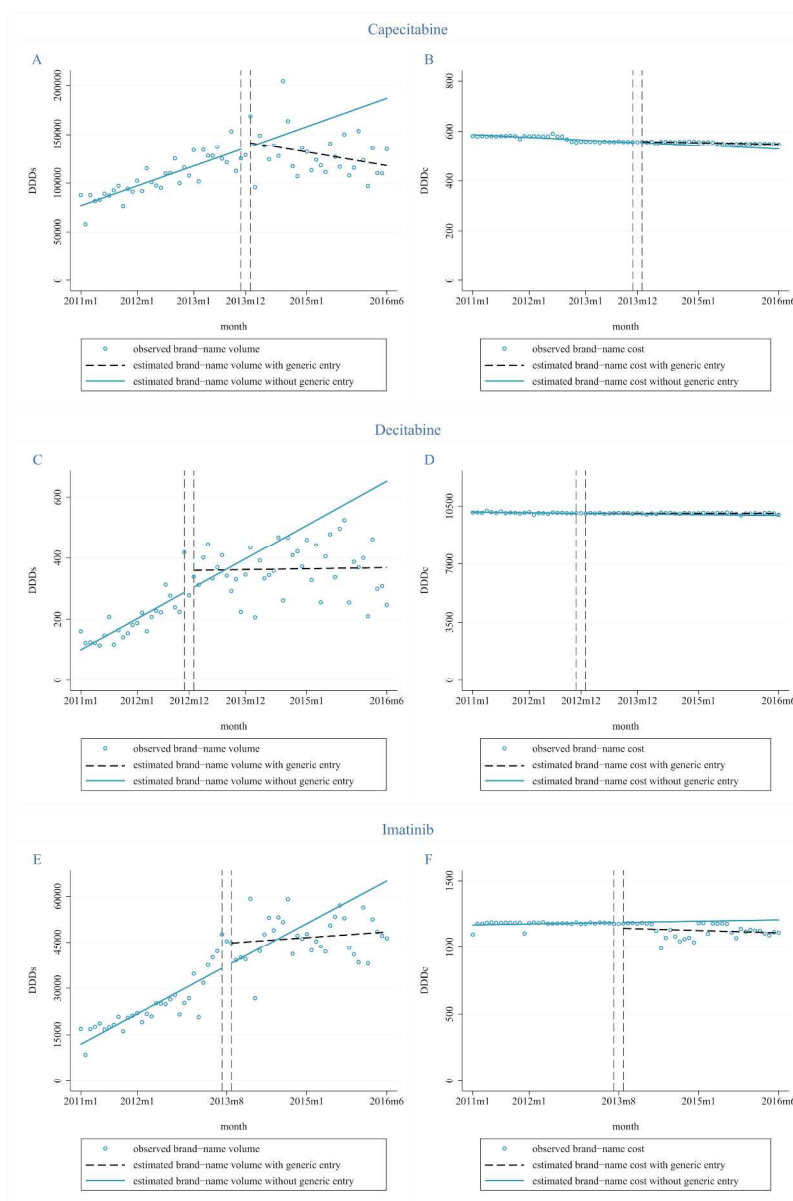 Capecitabine
A
B
DDDs
200000
150000
100000
50000
0
2011m1 2012m1 2013m1 2013m12 2015m1 2016m6
month
observed brand-name volume
estimated brand-name volume with generic entry
estimated brand-name volume without generic entry
DDDc
800
600
400
200
0
2011m1 2012m1 2013m1 2013m12 2015m1 2016m6
month
observed brand-name cost
estimated brand-name cost with generic entry
estimated brand-name cost without generic entry
Decitabine
C
D
DDDs
600
400
200
0
2011m1 2012m1 2012m12 2013m12 2015m1 2016m6
month
observed brand-name volume
estimated brand-name volume with generic entry
estimated brand-name volume without generic entry
DDDc
10500
7000
3500
0
2011m1 2012m1 2012m12 2013m12 2015m1 2016m6
month
observed brand-name cost
estimated brand-name cost with generic entry
estimated brand-name cost without generic entry
Imatinib
E
F
DDDs
60000
45000
30000
15000
0
2011m1 2012m1 2013m8 2015m1 2016m6
month
observed brand-name volume
estimated brand-name volume with generic entry
estimated brand-name volume without generic entry
DDDc
1500
1000
500
0
2011m1 2012m1 2013m8 2015m1 2016m6
month
observed brand-name cost
estimated brand-name cost with generic entry
estimated brand-name cost without generic entry